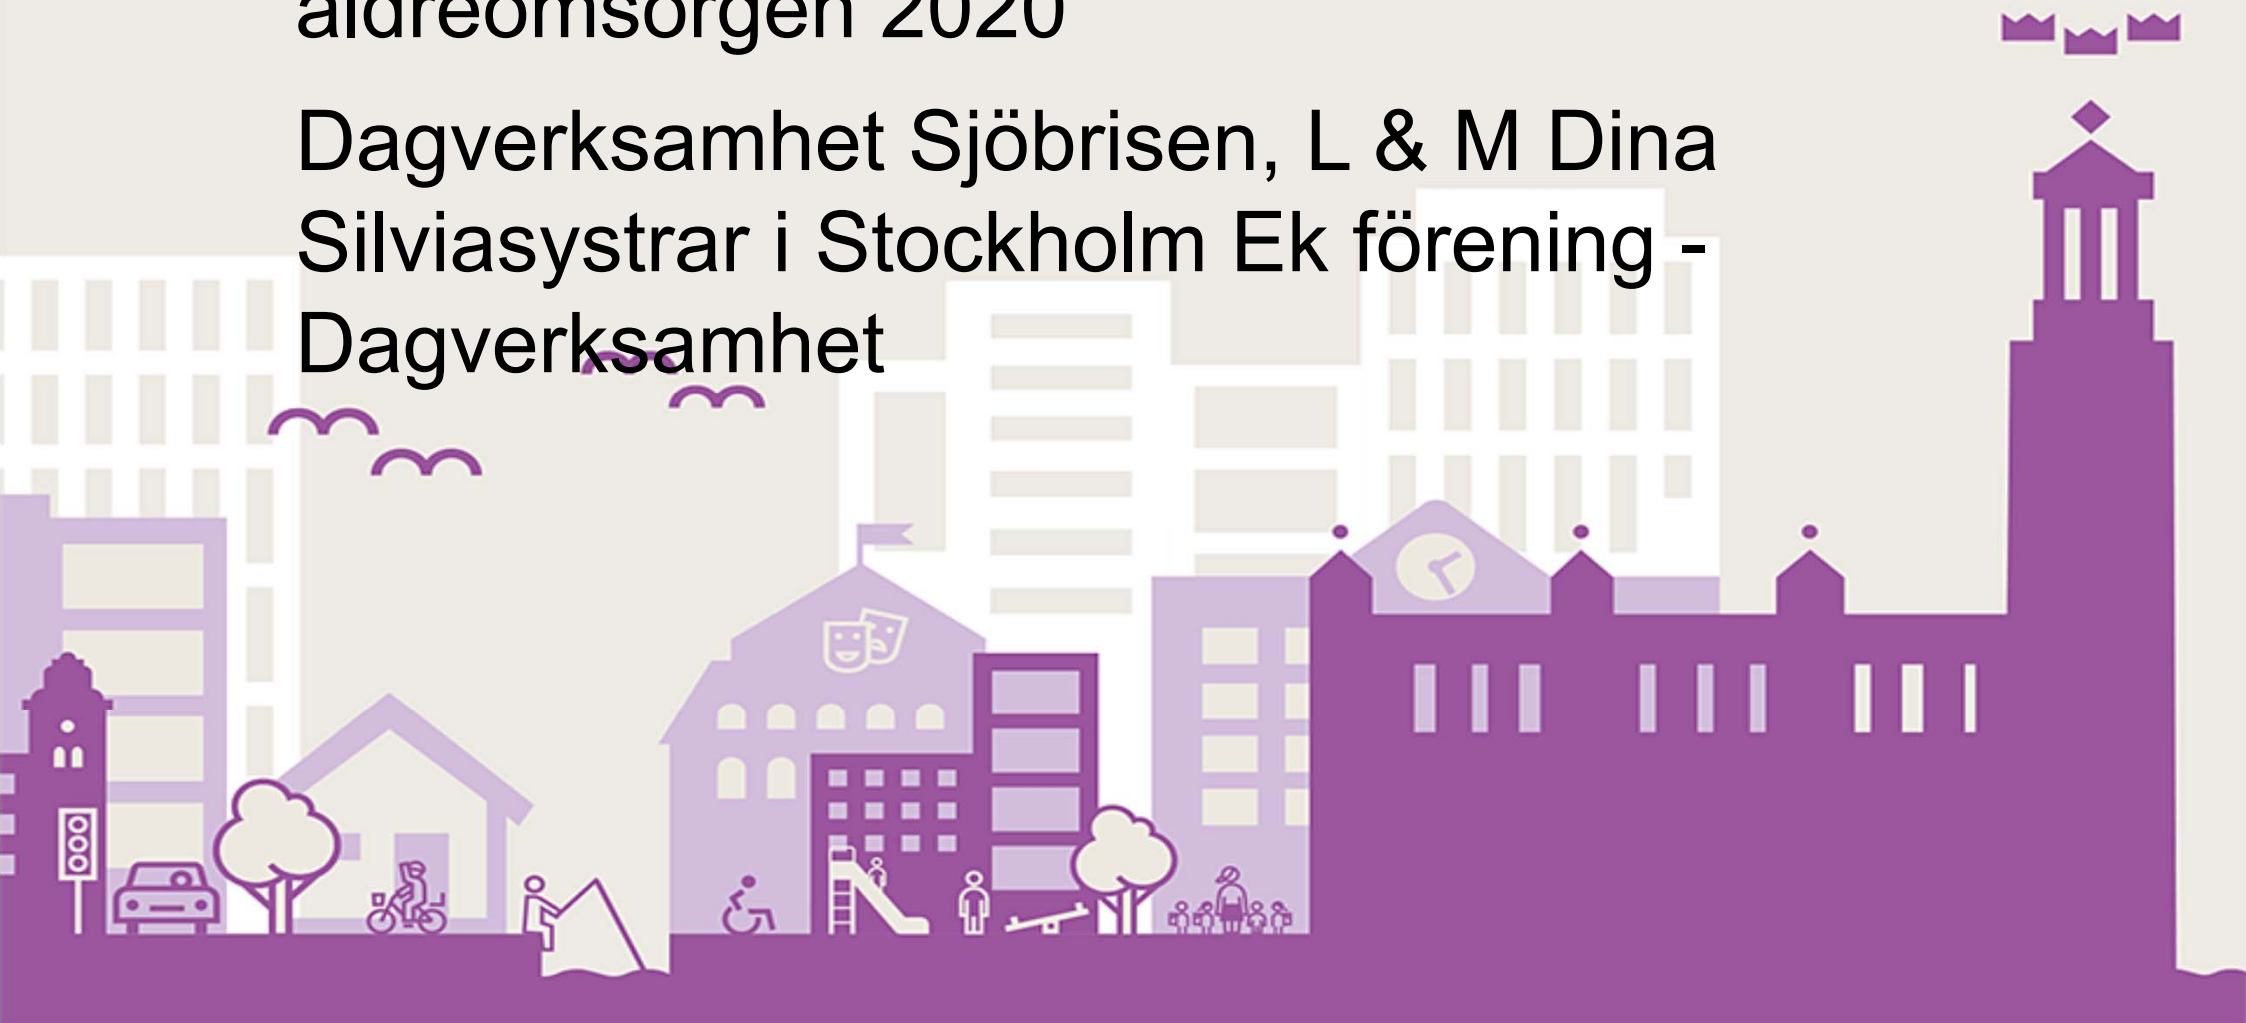 äldreomsorgen 2020
Dagverksamhet Sjöbrisen, L & M Dina
Silviasystrar i Stockholm Ek förening -
Dagverksamhet